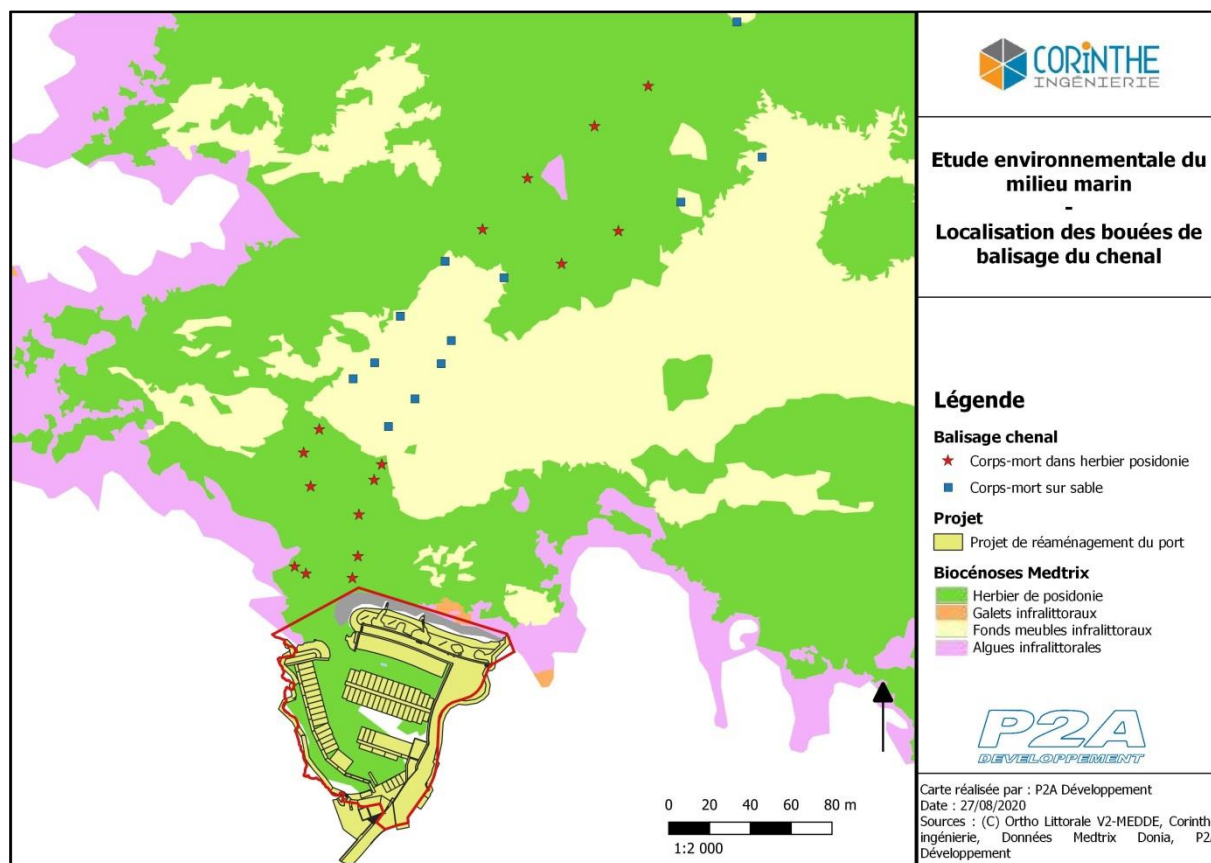 CORiNTHE
INGÉNIERIE
Etude environnementale du
milieu marin
-
Localisation des bouées de
balisage du chenal
Légende
Balisage chenal
Corps-mort dans herbier posidonie
Corps-mort sur sable
Projet
Projet de réaménagement du port
Biocénoses Medtrix
Herbier de posidonie
Galets infralittoraux
Fonds meubles infralittoraux
Algues infralittorales
P2A
DEVELOPPEMENT
Carte réalisée par : P2A Développement
Date : 27/08/2020
Sources : (C) Ortho Littorale V2-MEDDE, Corinth
ingénierie, Données Medtrix Donia, P2A
Développement
0 20 40 60 80 m
1:2 000